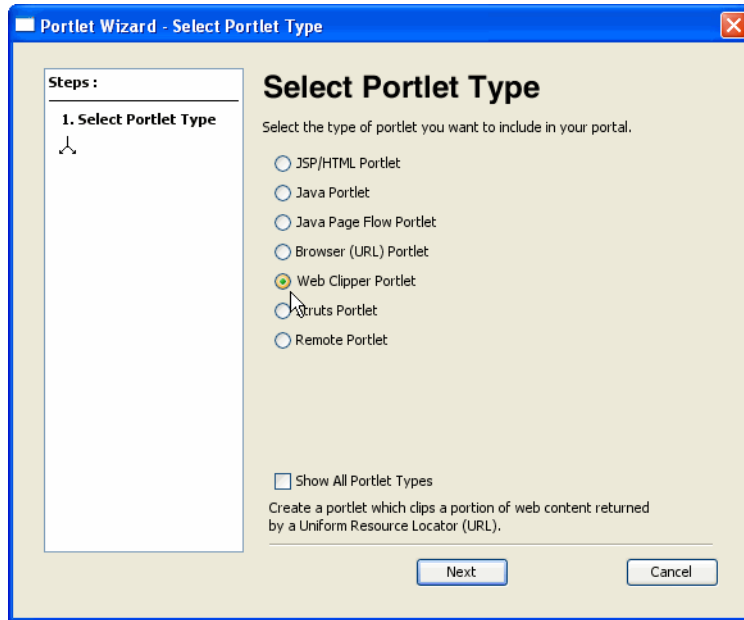 Portlet Wizard - Select Portlet Type
Steps :
1. Select Portlet Type
Select Portlet Type
Select the type of portlet you want to include in your portal.
JSP/HTML Portlet
Java Portlet
Java Page Flow Portlet
Browser (URL) Portlet
Web Clipper Portlet
Struts Portlet
Remote Portlet
Show All Portlet Types
Create a portlet which clips a portion of web content returned
by a Uniform Resource Locator (URL).
Next
Cancel